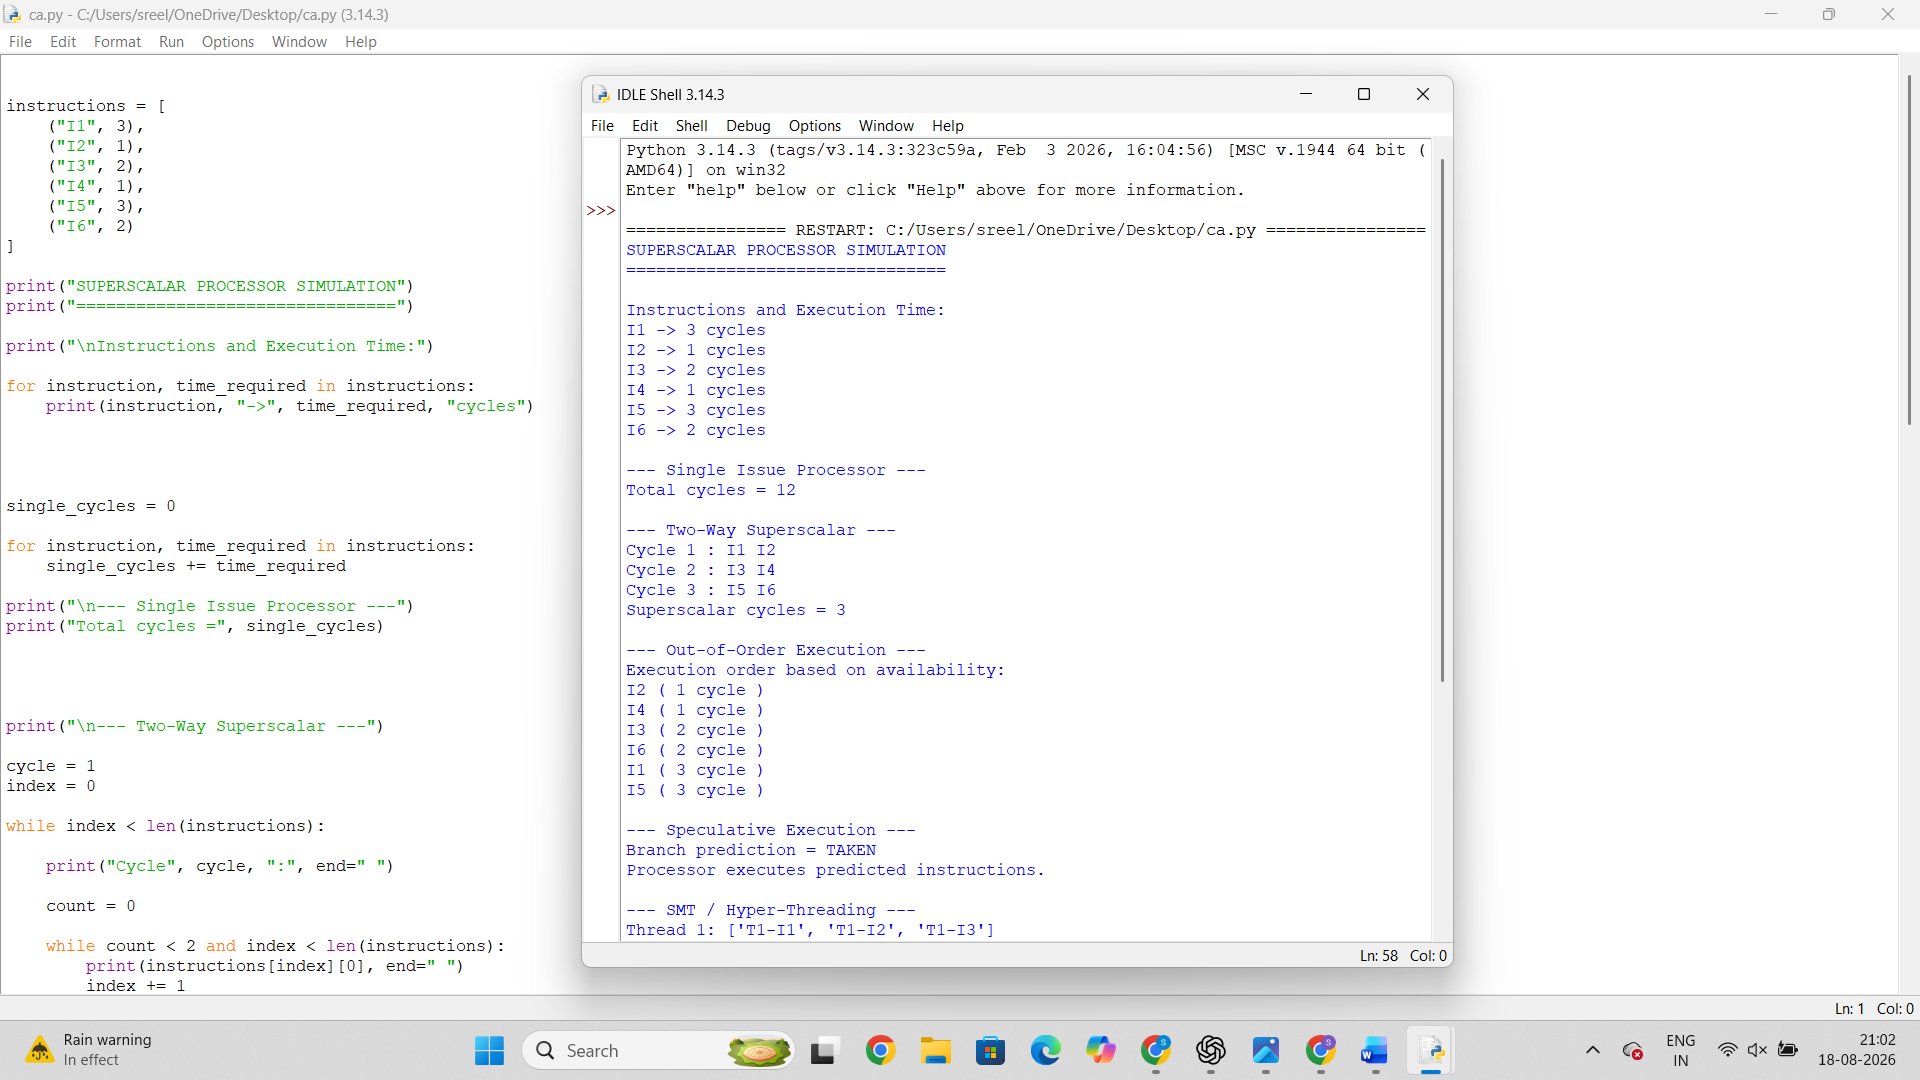 ca.py - C:/Users/sreel/OneDrive/Desktop/ca.py (3.14.3)
File Edit Format Run Options Window Help
instructions = [
    ("I1", 3),
    ("I2", 1),
    ("I3", 2),
    ("I4", 1),
    ("I5", 3),
    ("I6", 2)
]
print("SUPERSCALAR PROCESSOR SIMULATION")
print("================================")
print("\nInstructions and Execution Time:")
for instruction, time_required in instructions:
    print(instruction, "->", time_required, "cycles")
single_cycles = 0
for instruction, time_required in instructions:
    single_cycles += time_required
print("\n--- Single Issue Processor ---")
print("Total cycles =", single_cycles)
print("\n--- Two-Way Superscalar ---")
cycle = 1
index = 0
while index < len(instructions):
    print("Cycle", cycle, ":", end=" ")
    count = 0
    while count < 2 and index < len(instructions):
        print(instructions[index][0], end=" ")
        index += 1
Ln: 1 Col: 0
IDLE Shell 3.14.3
File Edit Shell Debug Options Window Help
Python 3.14.3 (tags/v3.14.3:323c59a, Feb  3 2026, 16:04:56) [MSC v.1944 64 bit (
AMD64)] on win32
Enter "help" below or click "Help" above for more information.
>>>
================ RESTART: C:/Users/sreel/OneDrive/Desktop/ca.py ================
SUPERSCALAR PROCESSOR SIMULATION
================================
Instructions and Execution Time:
I1 -> 3 cycles
I2 -> 1 cycles
I3 -> 2 cycles
I4 -> 1 cycles
I5 -> 3 cycles
I6 -> 2 cycles
--- Single Issue Processor ---
Total cycles = 12
--- Two-Way Superscalar ---
Cycle 1 : I1 I2
Cycle 2 : I3 I4
Cycle 3 : I5 I6
Superscalar cycles = 3
--- Out-of-Order Execution ---
Execution order based on availability:
I2 ( 1 cycle )
I4 ( 1 cycle )
I3 ( 2 cycle )
I6 ( 2 cycle )
I1 ( 3 cycle )
I5 ( 3 cycle )
--- Speculative Execution ---
Branch prediction = TAKEN
Processor executes predicted instructions.
--- SMT / Hyper-Threading ---
Thread 1: ['T1-I1', 'T1-I2', 'T1-I3']
Ln: 58 Col: 0
Rain warning
In effect
Search
ENG
IN
21:02
18-08-2026